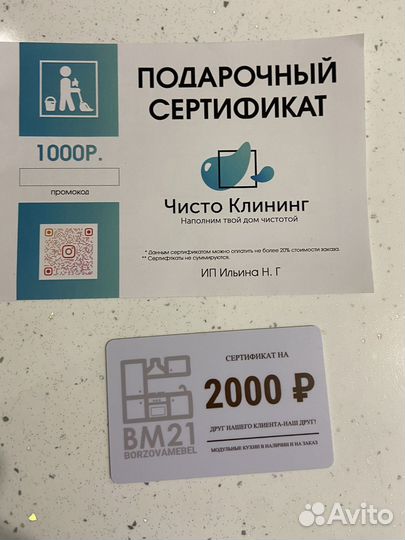 ПОДАРОЧНЫЙ
СЕРТИФИКАТ
1000Р.
промокод
Чисто Клининг
Наполним твой дом чистотой
* Данным сертификатом можно оплатить не более 20% стоимости заказа.
** Сертификаты не суммируются.
ИП Ильина Н. Г
СЕРТИФИКАТ НА
2000 ₽
ДРУГ НАШЕГО КЛИЕНТА-НАШ ДРУГ!
МОДУЛЬНЫЕ КУХНИ В НАЛИЧИИ И НА ЗАКАЗ
BM21
BORZOVAMEBEL
Avito